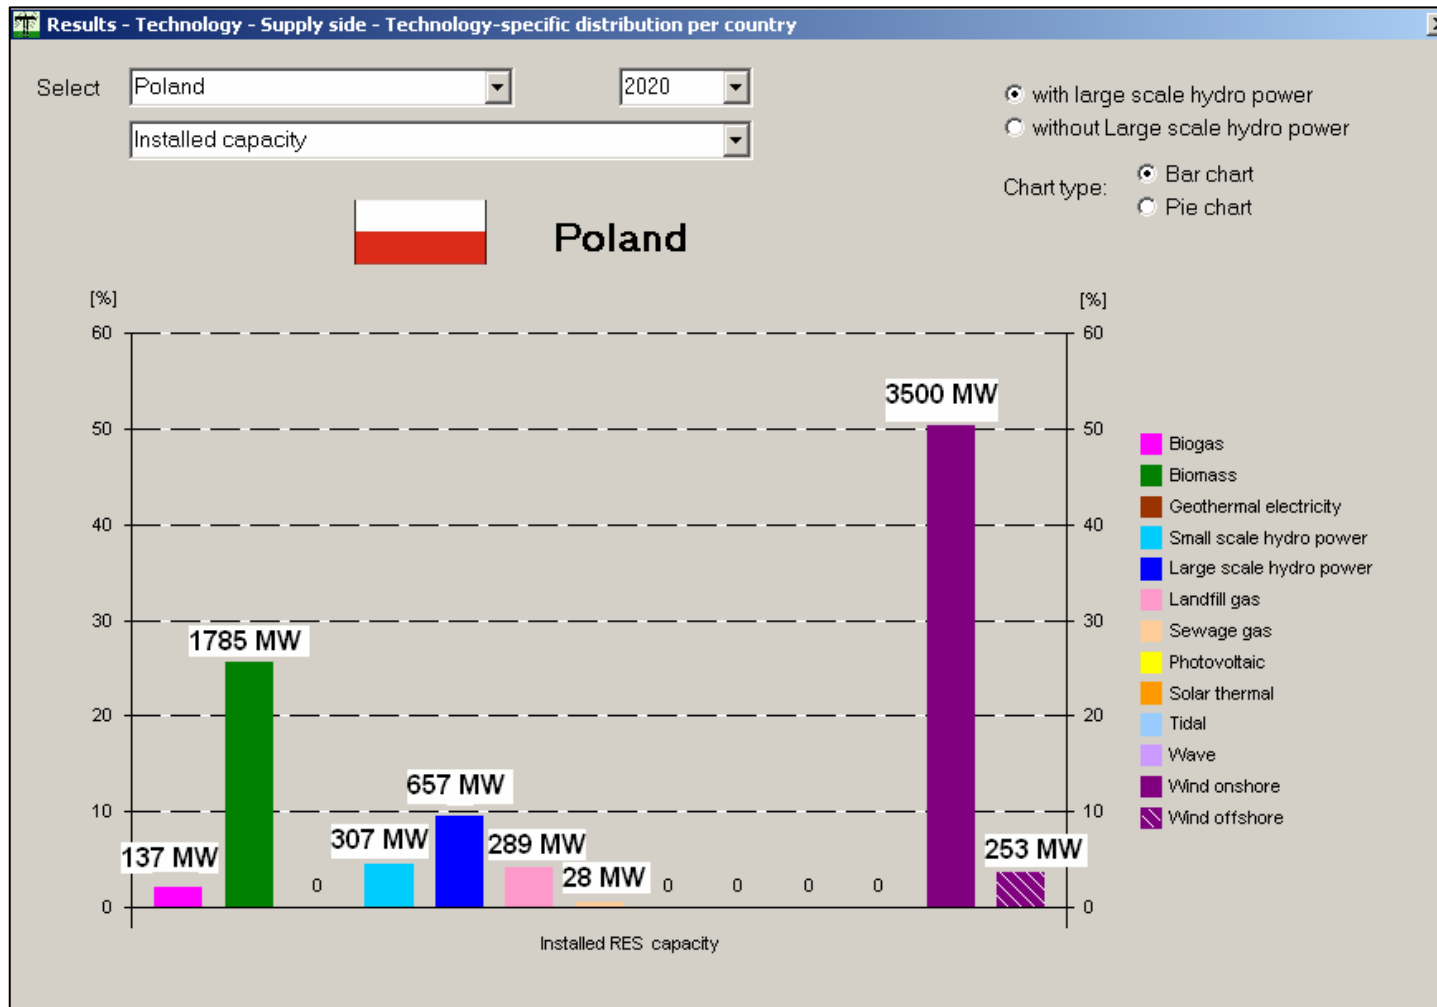 Results - Technology - Supply side - Technology-specific distribution per country
Select
Poland
2020
Installed capacity
with large scale hydro power
without Large scale hydro power
Chart type:
Bar chart
Pie chart
Poland
[%] [%]
60 60
50 50
40 40
30 30
20 20
10 10
0 0
137 MW
1785 MW
0
307 MW
657 MW
289 MW
28 MW
0
0
0
0
3500 MW
253 MW
Installed RES capacity
Biogas
Biomass
Geothermal electricity
Small scale hydro power
Large scale hydro power
Landfill gas
Sewage gas
Photovoltaic
Solar thermal
Tidal
Wave
Wind onshore
Wind offshore